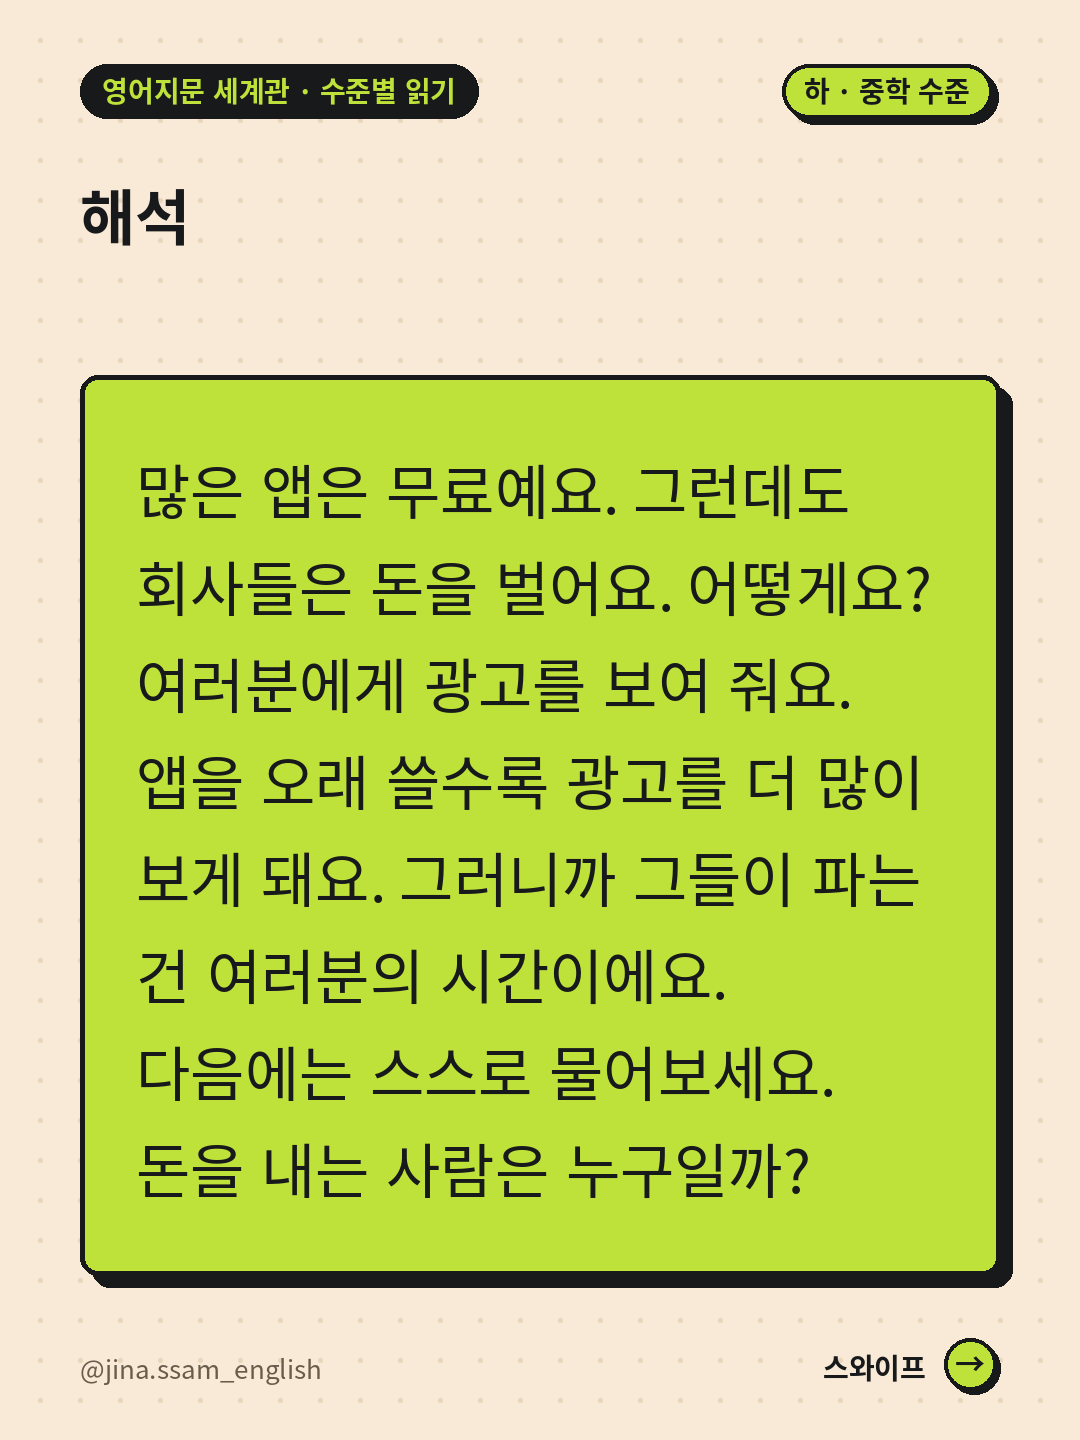 영어지문 세계관 · 수준별 읽기
하 · 중학 수준
해석
많은 앱은 무료예요. 그런데도
회사들은 돈을 벌어요. 어떻게요?
여러분에게 광고를 보여 줘요.
앱을 오래 쓸수록 광고를 더 많이
보게 돼요. 그러니까 그들이 파는
건 여러분의 시간이에요.
다음에는 스스로 물어보세요.
돈을 내는 사람은 누구일까?
@jina.ssam_english
스와이프 →